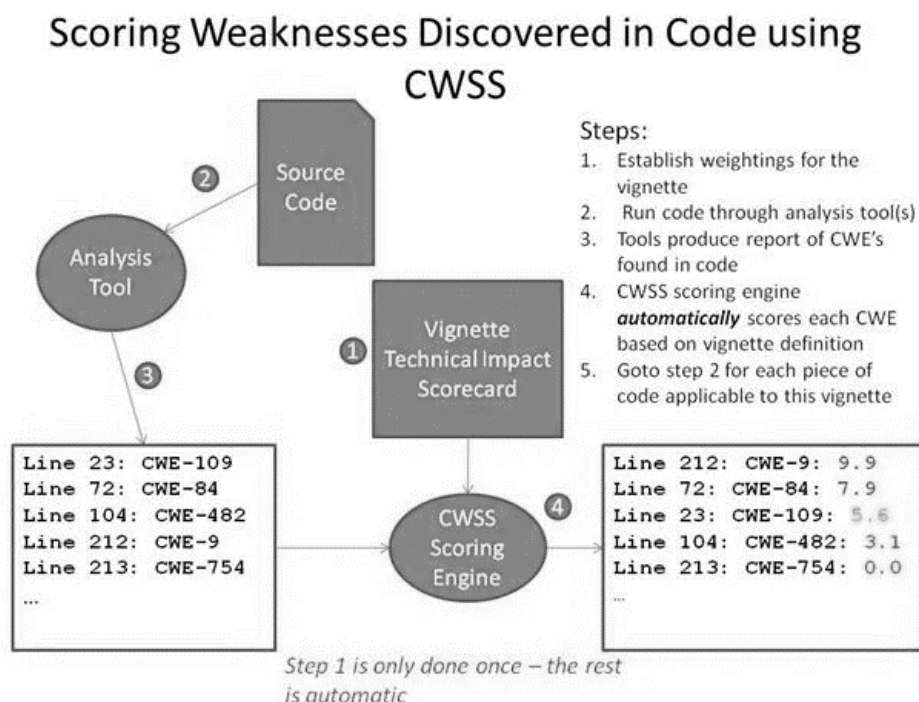 Scoring Weaknesses Discovered in Code using
CWSS
Source
Code
2
Analysis
Tool
Steps:
1. Establish weightings for the
vignette
2. Run code through analysis tool(s)
3. Tools produce report of CWE's
found in code
4. CWSS scoring engine
automatically scores each CWE
based on vignette definition
5. Goto step 2 for each piece of
code applicable to this vignette
1
Vignette
Technical Impact
Scorecard
3
Line 23: CWE-109
Line 72: CWE-84
Line 104: CWE-482
Line 212: CWE-9
Line 213: CWE-754
...
CWSS
Scoring
Engine
4
Line 212: CWE-9: 9.9
Line 72: CWE-84: 7.9
Line 23: CWE-109: 5.6
Line 104: CWE-482: 3.1
Line 213: CWE-754: 0.0
...
Step 1 is only done once – the rest
is automatic